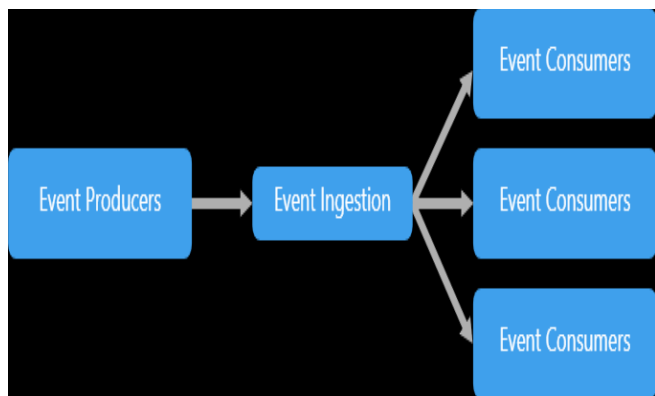 Event Consumers
Event Producers
Event Ingestion
Event Consumers
Event Consumers